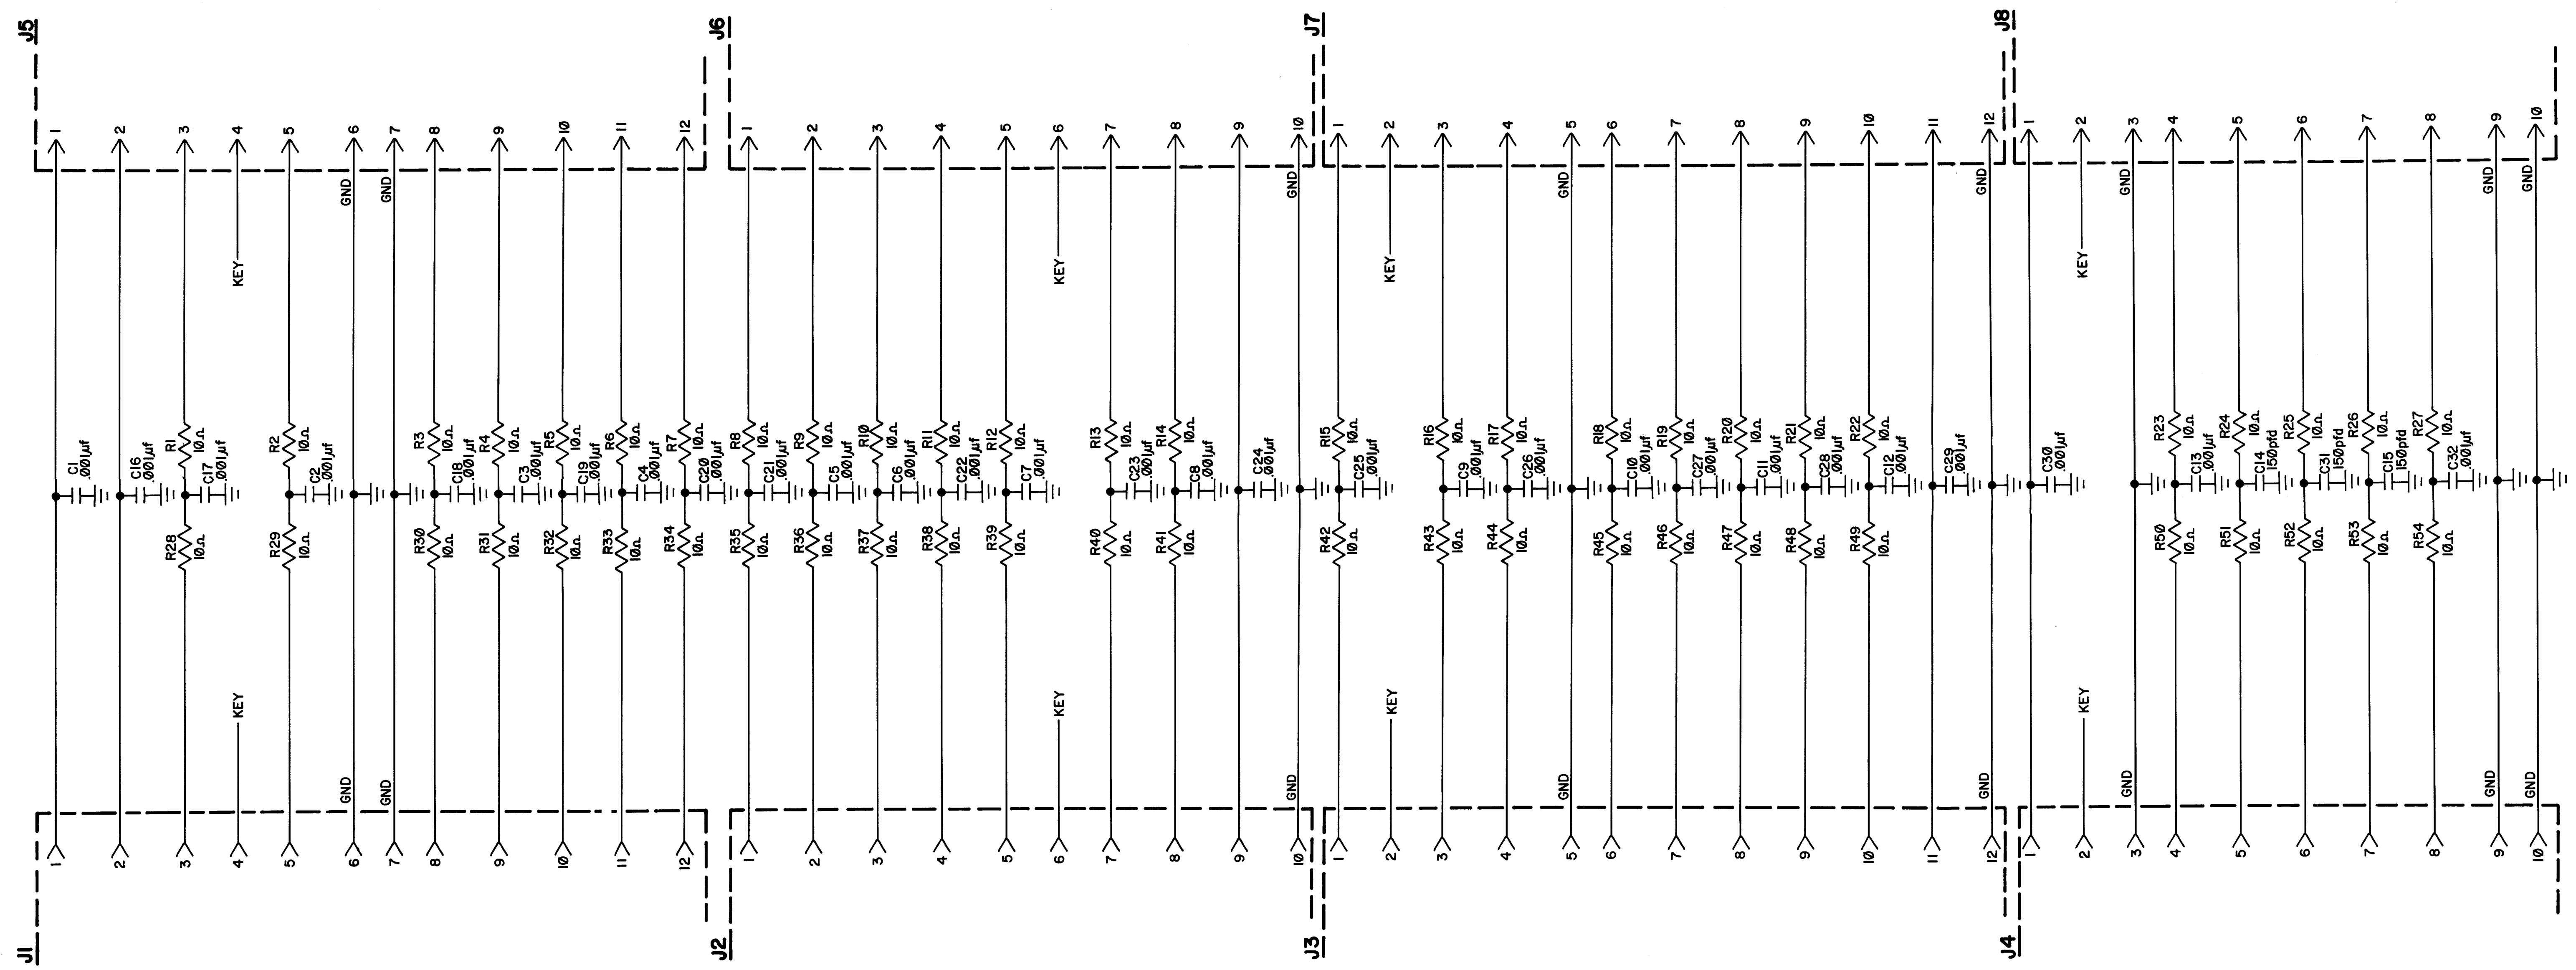 J5
J6
J7
J8
1 2 3 4 5 6 7 8 9 10 11 12
1 2 3 4 5 6 7 8 9 10
1 2 3 4 5 6 7 8 9 10 11 12
1 2 3 4 5 6 7 8 9 10
GND GND GND GND GND GND GND GND
KEY KEY KEY KEY
C1 .001µf
C16 .001µf
R1 10Ω
C17 .001µf
R28 10Ω
R2 10Ω
C2 .001µf
R29 10Ω
R3 10Ω
C18 .001µf
R30 10Ω
R4 10Ω
C3 .001µf
R31 10Ω
R5 10Ω
C19 .001µf
R32 10Ω
R6 10Ω
C4 .001µf
R33 10Ω
R7 10Ω
C20 .001µf
R34 10Ω
R8 10Ω
C21 .001µf
R35 10Ω
R9 10Ω
C5 .001µf
R36 10Ω
R10 10Ω
C6 .001µf
R37 10Ω
R11 10Ω
C22 .001µf
R38 10Ω
R12 10Ω
C7 .001µf
R39 10Ω
R13 10Ω
C23 .001µf
R40 10Ω
R14 10Ω
C8 .001µf
R41 10Ω
C24 .001µf
R15 10Ω
C25 .001µf
R42 10Ω
R16 10Ω
C9 .001µf
R43 10Ω
R17 10Ω
C26 .001µf
R44 10Ω
R18 10Ω
C10 .001µf
R45 10Ω
R19 10Ω
C27 .001µf
R46 10Ω
R20 10Ω
C11 .001µf
R47 10Ω
R21 10Ω
C28 .001µf
R48 10Ω
R22 10Ω
C12 .001µf
R49 10Ω
C29 .001µf
C30 .001µf
R23 10Ω
C13 .001µf
R50 10Ω
R24 10Ω
C14 150pfd
R51 10Ω
R25 10Ω
C31 150pfd
R52 10Ω
R26 10Ω
C15 150pfd
R53 10Ω
R27 10Ω
C32 .001µf
R54 10Ω
KEY KEY KEY KEY
GND GND GND GND GND GND GND GND
1 2 3 4 5 6 7 8 9 10 11 12
1 2 3 4 5 6 7 8 9 10
1 2 3 4 5 6 7 8 9 10 11 12
1 2 3 4 5 6 7 8 9 10
J1
J2
J3
J4